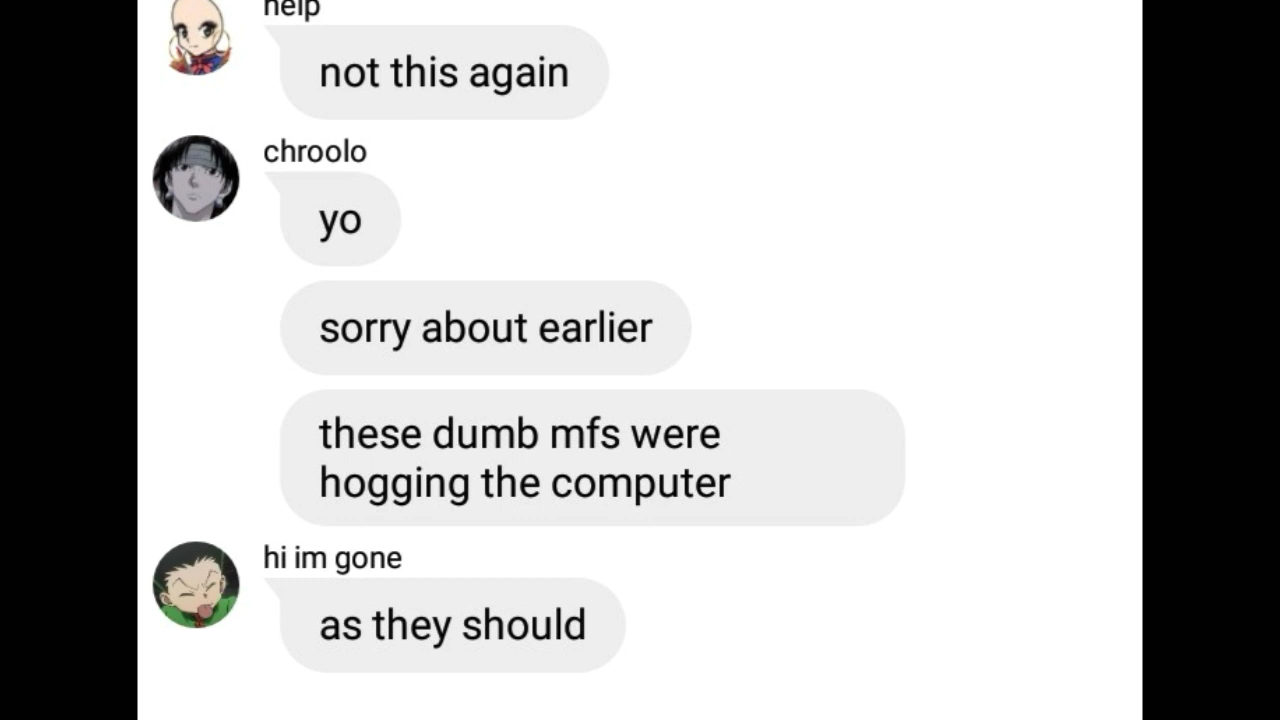 help
not this again
chroolo
yo
sorry about earlier
these dumb mfs were
hogging the computer
hi im gone
as they should